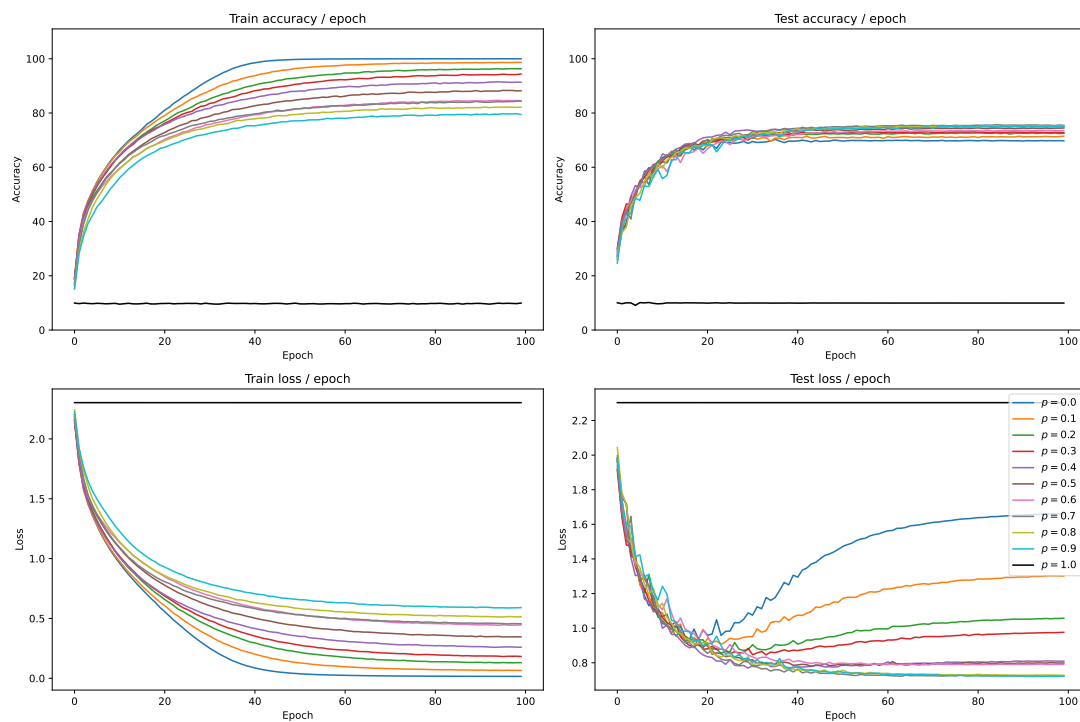 Train accuracy / epoch
Accuracy
100
80
60
40
20
0
0 20 40 60 80 100
Epoch
Test accuracy / epoch
Accuracy
100
80
60
40
20
0
0 20 40 60 80 100
Epoch
Train loss / epoch
Loss
2.0
1.5
1.0
0.5
0.0
0 20 40 60 80 100
Epoch
Test loss / epoch
Loss
2.2
2.0
1.8
1.6
1.4
1.2
1.0
0.8
0 20 40 60 80 100
Epoch
p = 0.0
p = 0.1
p = 0.2
p = 0.3
p = 0.4
p = 0.5
p = 0.6
p = 0.7
p = 0.8
p = 0.9
p = 1.0